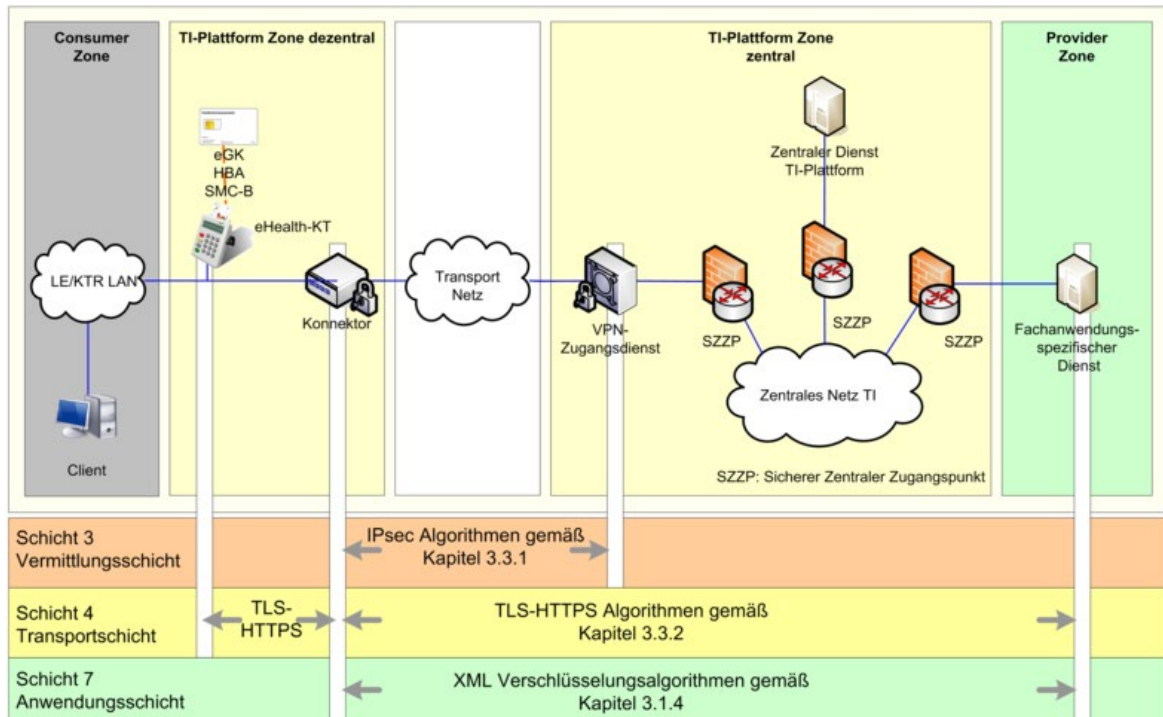 Consumer
Zone
TI-Plattform Zone dezentral
TI-Plattform Zone
zentral
Provider
Zone
eGK
HBA
SMC-B
eHealth-KT
Zentraler Dienst
TI-Plattform
LE/KTR LAN
Konnektor
Transport
Netz
VPN-
Zugangsdienst
SZZP
SZZP
SZZP
Fachanwendungs-
spezifischer
Dienst
Zentrales Netz TI
Client
SZZP: Sicherer Zentraler Zugangspunkt
Schicht 3
Vermittlungsschicht
IPsec Algorithmen gemäß
Kapitel 3.3.1
Schicht 4
Transportschicht
TLS-
HTTPS
TLS-HTTPS Algorithmen gemäß
Kapitel 3.3.2
Schicht 7
Anwendungsschicht
XML Verschlüsselungsalgorithmen gemäß
Kapitel 3.1.4